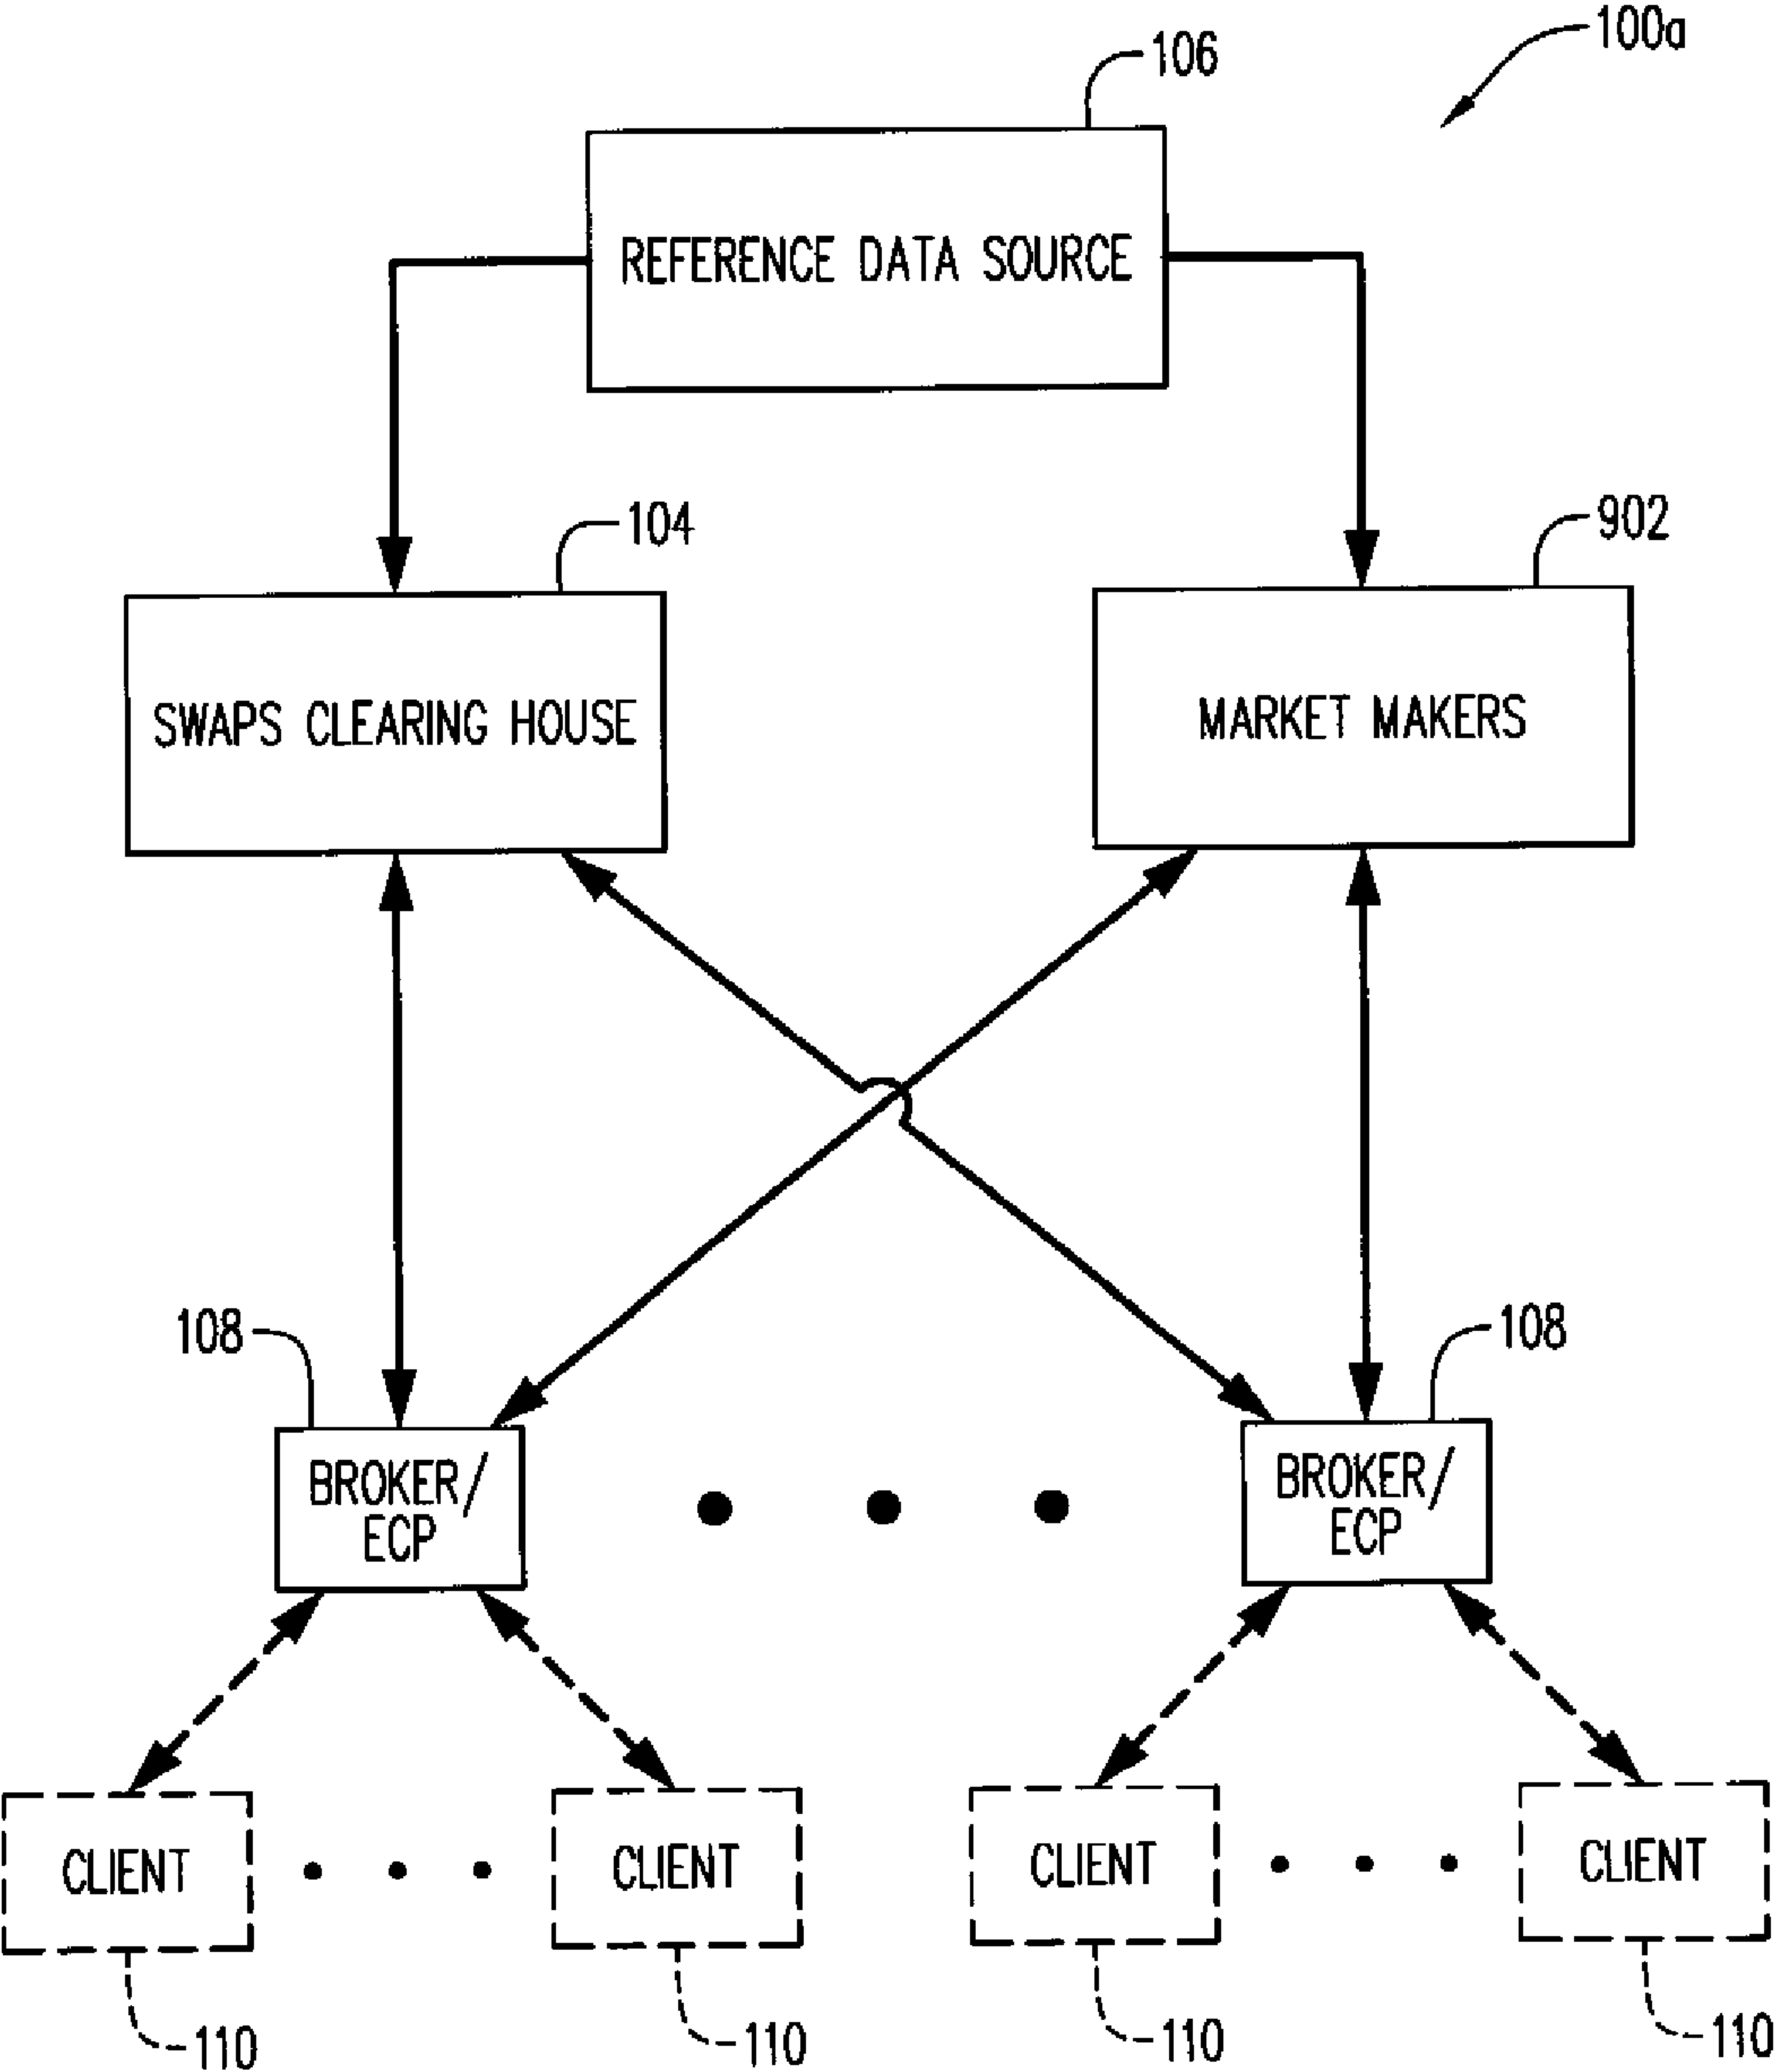 100a
106
REFERENCE DATA SOURCE
104
902
SWAPS CLEARING HOUSE
MARKET MAKERS
108
108
BROKER/
ECP
BROKER/
ECP
CLIENT
CLIENT
CLIENT
CLIENT
110
110
110
110